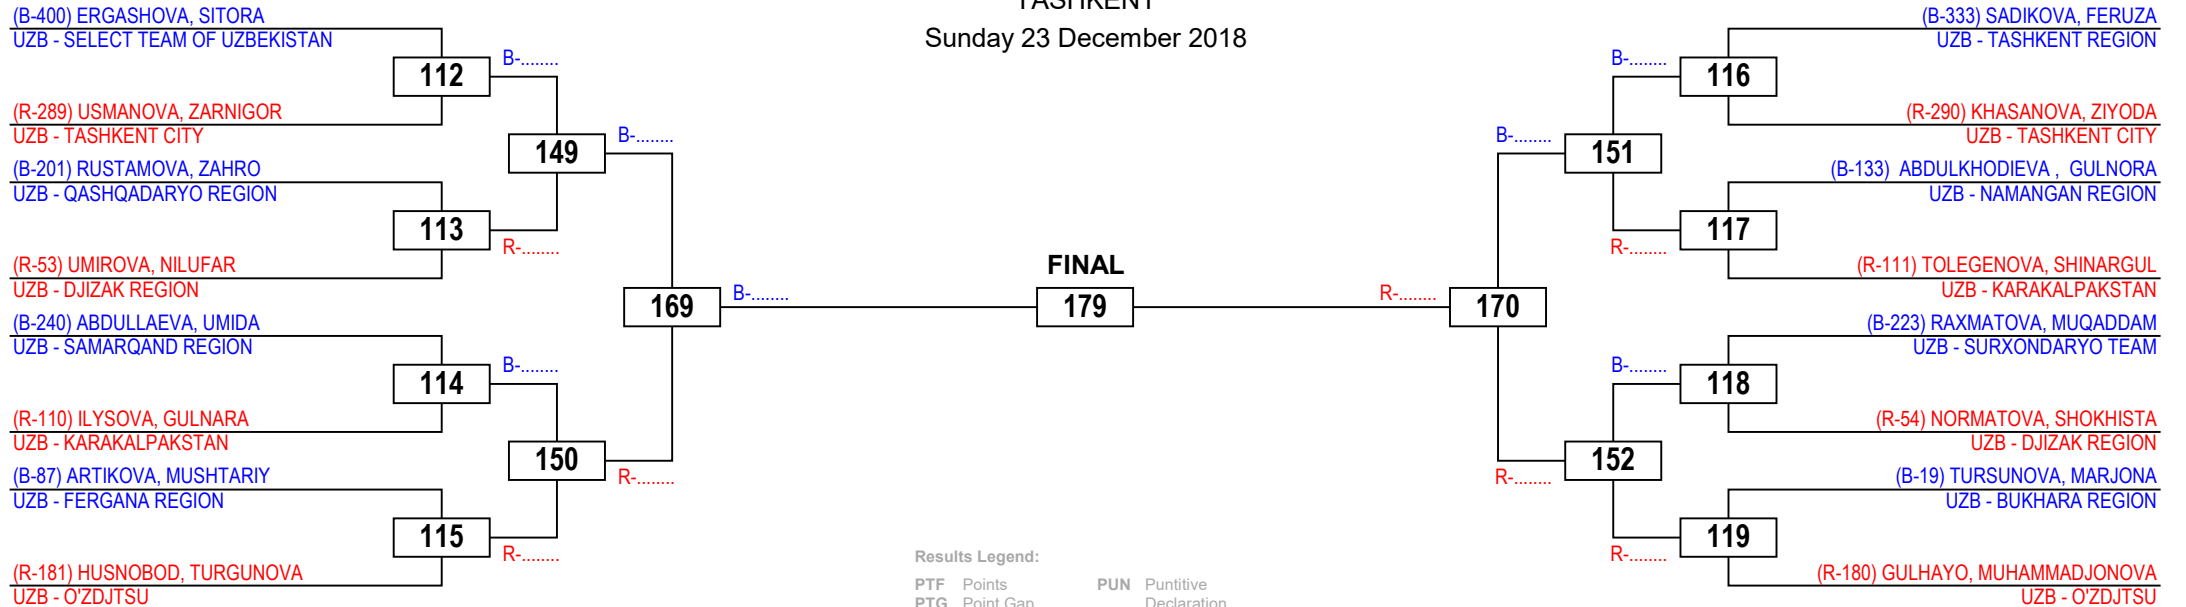 TASHKENT
Sunday 23 December 2018
(B-400) ERGASHOVA, SITORA
UZB - SELECT TEAM OF UZBEKISTAN
112
B-........
(R-289) USMANOVA, ZARNIGOR
UZB - TASHKENT CITY
149
B-........
(B-201) RUSTAMOVA, ZAHRO
UZB - QASHQADARYO REGION
113
R-........
(R-53) UMIROVA, NILUFAR
UZB - DJIZAK REGION
169
B-........
(B-240) ABDULLAEVA, UMIDA
UZB - SAMARQAND REGION
114
B-........
(R-110) ILYSOVA, GULNARA
UZB - KARAKALPAKSTAN
150
R-........
(B-87) ARTIKOVA, MUSHTARIY
UZB - FERGANA REGION
115
R-........
(R-181) HUSNOBOD, TURGUNOVA
UZB - O'ZDJTSU
FINAL
179
(B-333) SADIKOVA, FERUZA
UZB - TASHKENT REGION
B-........
116
(R-290) KHASANOVA, ZIYODA
UZB - TASHKENT CITY
B-........
151
(B-133)  ABDULKHODIEVA ,  GULNORA
UZB - NAMANGAN REGION
117
R-........
(R-111) TOLEGENOVA, SHINARGUL
UZB - KARAKALPAKSTAN
R-........
170
(B-223) RAXMATOVA, MUQADDAM
UZB - SURXONDARYO TEAM
B-........
118
(R-54) NORMATOVA, SHOKHISTA
UZB - DJIZAK REGION
152
R-........
(B-19) TURSUNOVA, MARJONA
UZB - BUKHARA REGION
119
R-........
(R-180) GULHAYO, MUHAMMADJONOVA
UZB - O'ZDJTSU
Results Legend:
PTF Points PUN Puntitive
PTG Point Gap Declaration